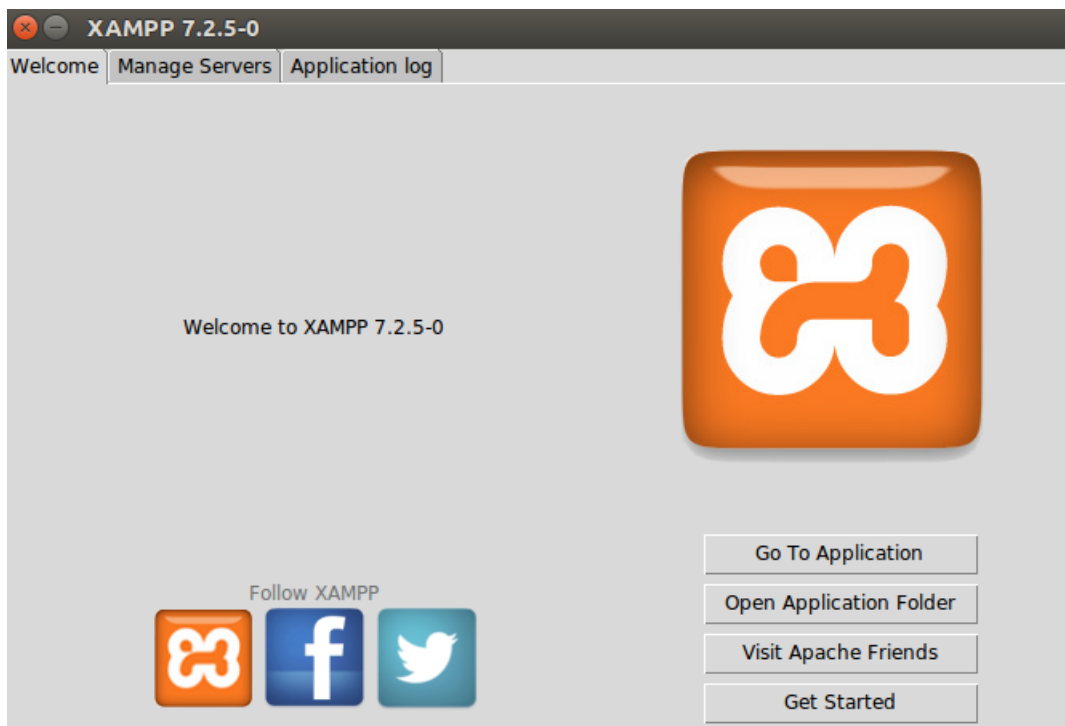 XAMPP 7.2.5-0
Welcome Manage Servers Application log
Welcome to XAMPP 7.2.5-0
Go To Application
Follow XAMPP
Open Application Folder
Visit Apache Friends
Get Started